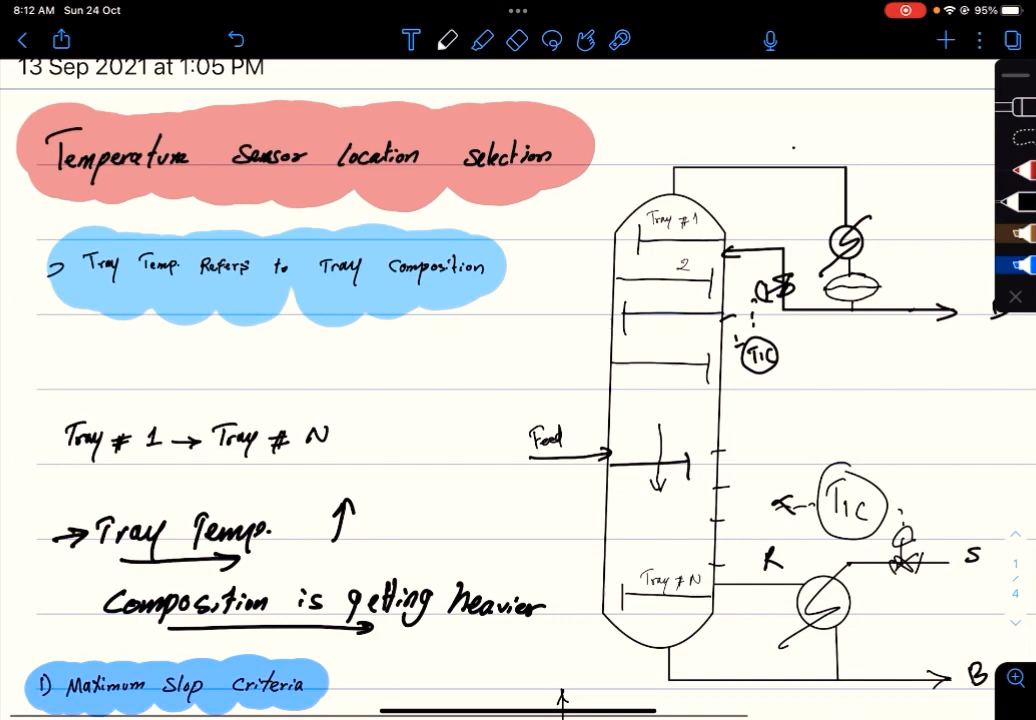 8:12 AM Sun 24 Oct
95%
13 Sep 2021 at 1:05 PM
Temperature Sensor location selection
Tray Temp. Refers to Tray Composition
Tray # 1 → Tray # N
→ Tray Temp. ↑
Composition is getting heavier
1) Maximum Slop Criteria
Tray # 1
2
TIC
Feed
TIC
R
S
Tray # N
B
1
/
4